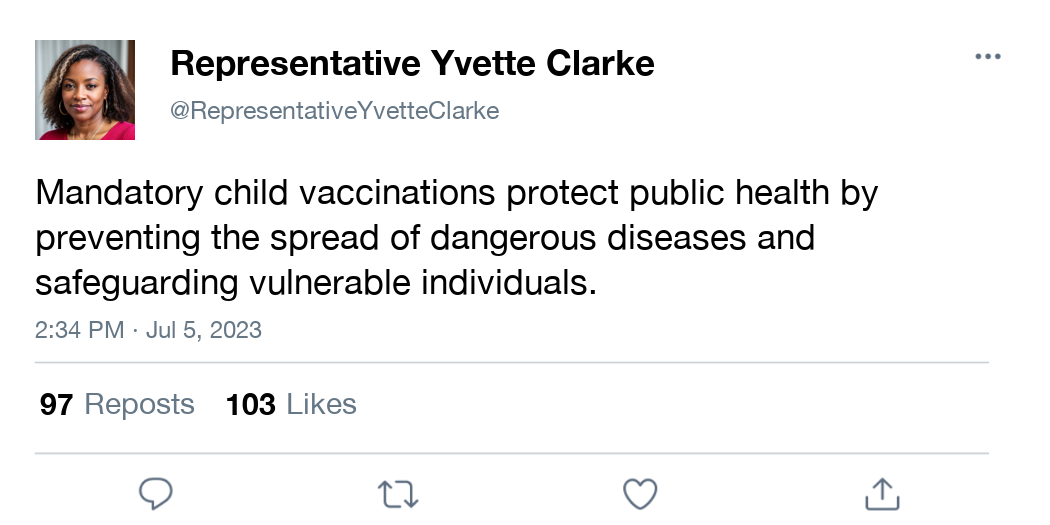 Representative Yvette Clarke
@RepresentativeYvetteClarke
Mandatory child vaccinations protect public health by
preventing the spread of dangerous diseases and
safeguarding vulnerable individuals.
2:34 PM · Jul 5, 2023
97 Reposts 103 Likes